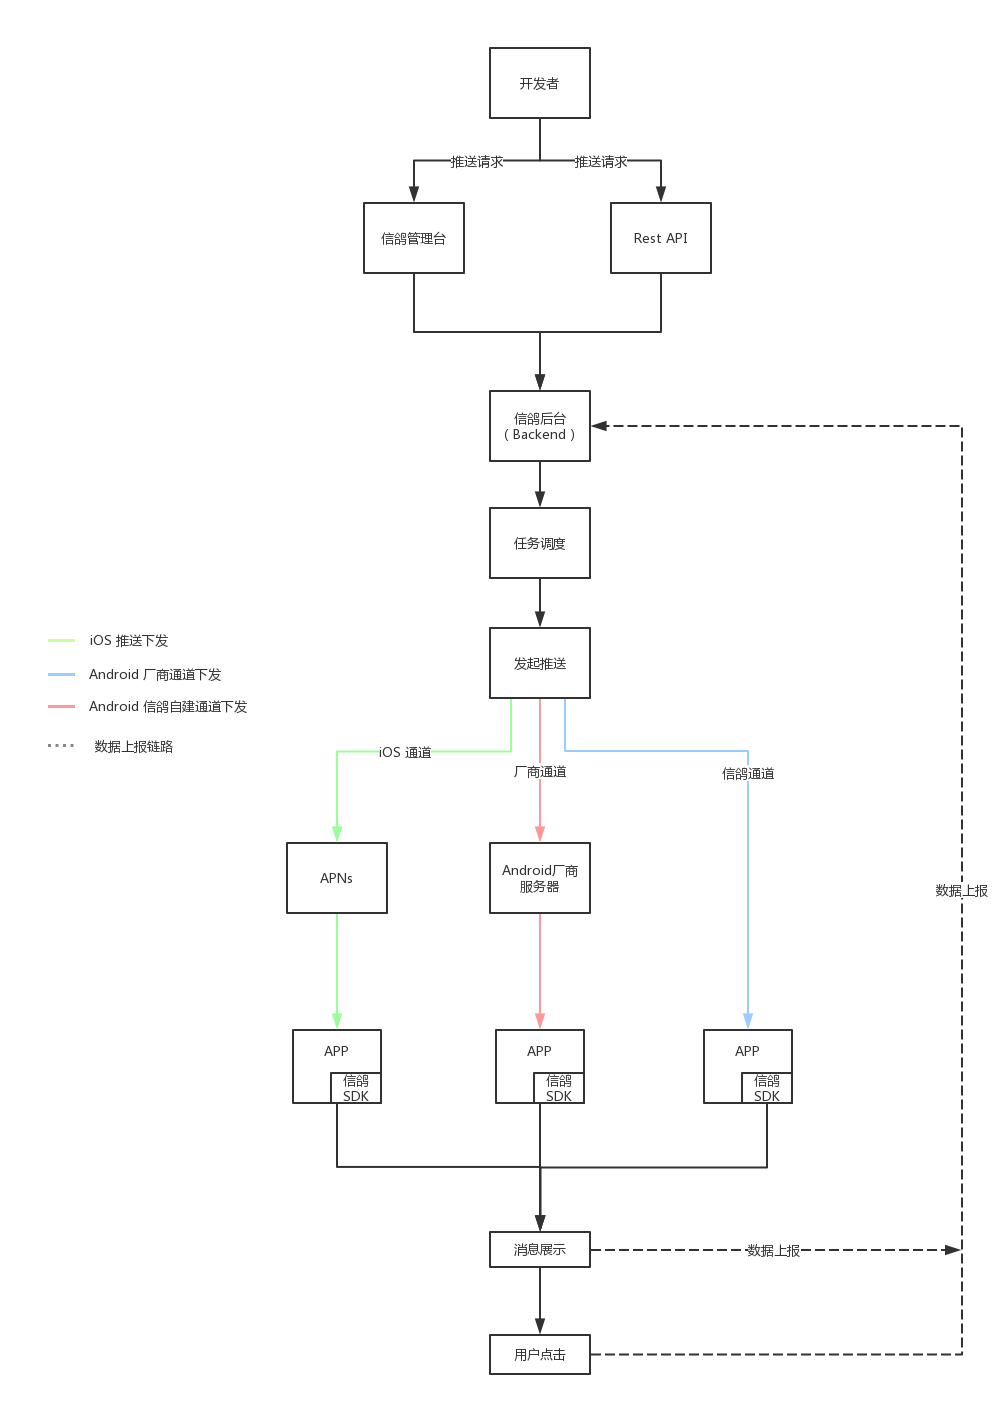 开发者
推送请求
推送请求
信鸽管理台
Rest API
信鸽后台
( Backend )
任务调度
发起推送
iOS 推送下发
Android 厂商通道下发
Android 信鸽自建通道下发
数据上报链路
iOS 通道
厂商通道
信鸽通道
APNs
Android厂商
服务器
数据上报
APP
信鸽
SDK
APP
信鸽
SDK
APP
信鸽
SDK
消息展示
数据上报
用户点击